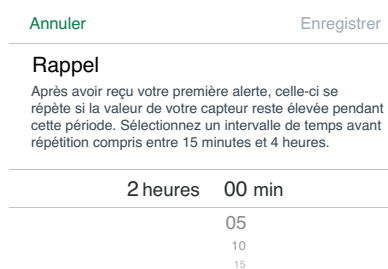 Annuler Enregistrer
Rappel
Après avoir reçu votre première alerte, celle-ci se
répète si la valeur de votre capteur reste élevée pendant
cette période. Sélectionnez un intervalle de temps avant
répétition compris entre 15 minutes et 4 heures.
2 heures 00 min
05
10
15